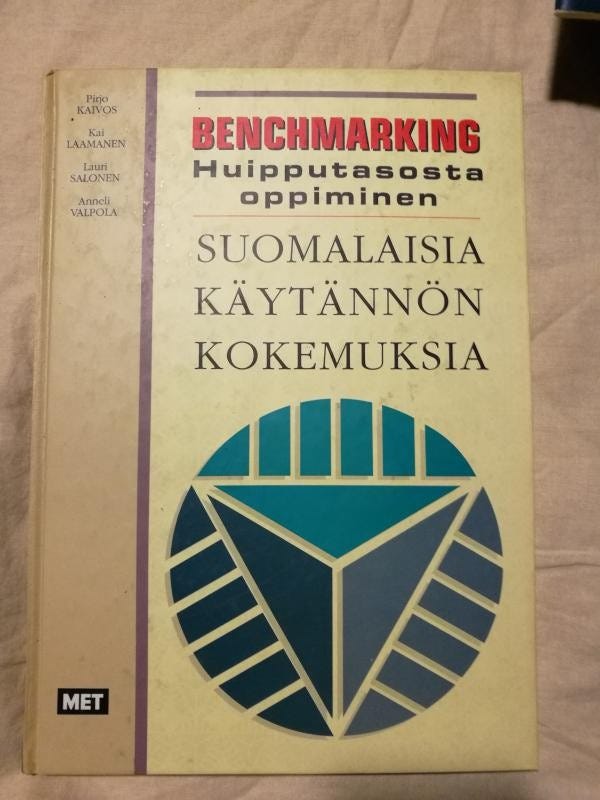 Pirjo
KAIVOS
Kai
LAAMANEN
Lauri
SALONEN
Anneli
VALPOLA
BENCHMARKING
Huipputasosta
oppiminen
SUOMALAISIA
KÄYTÄNNÖN
KOKEMUKSIA
MET